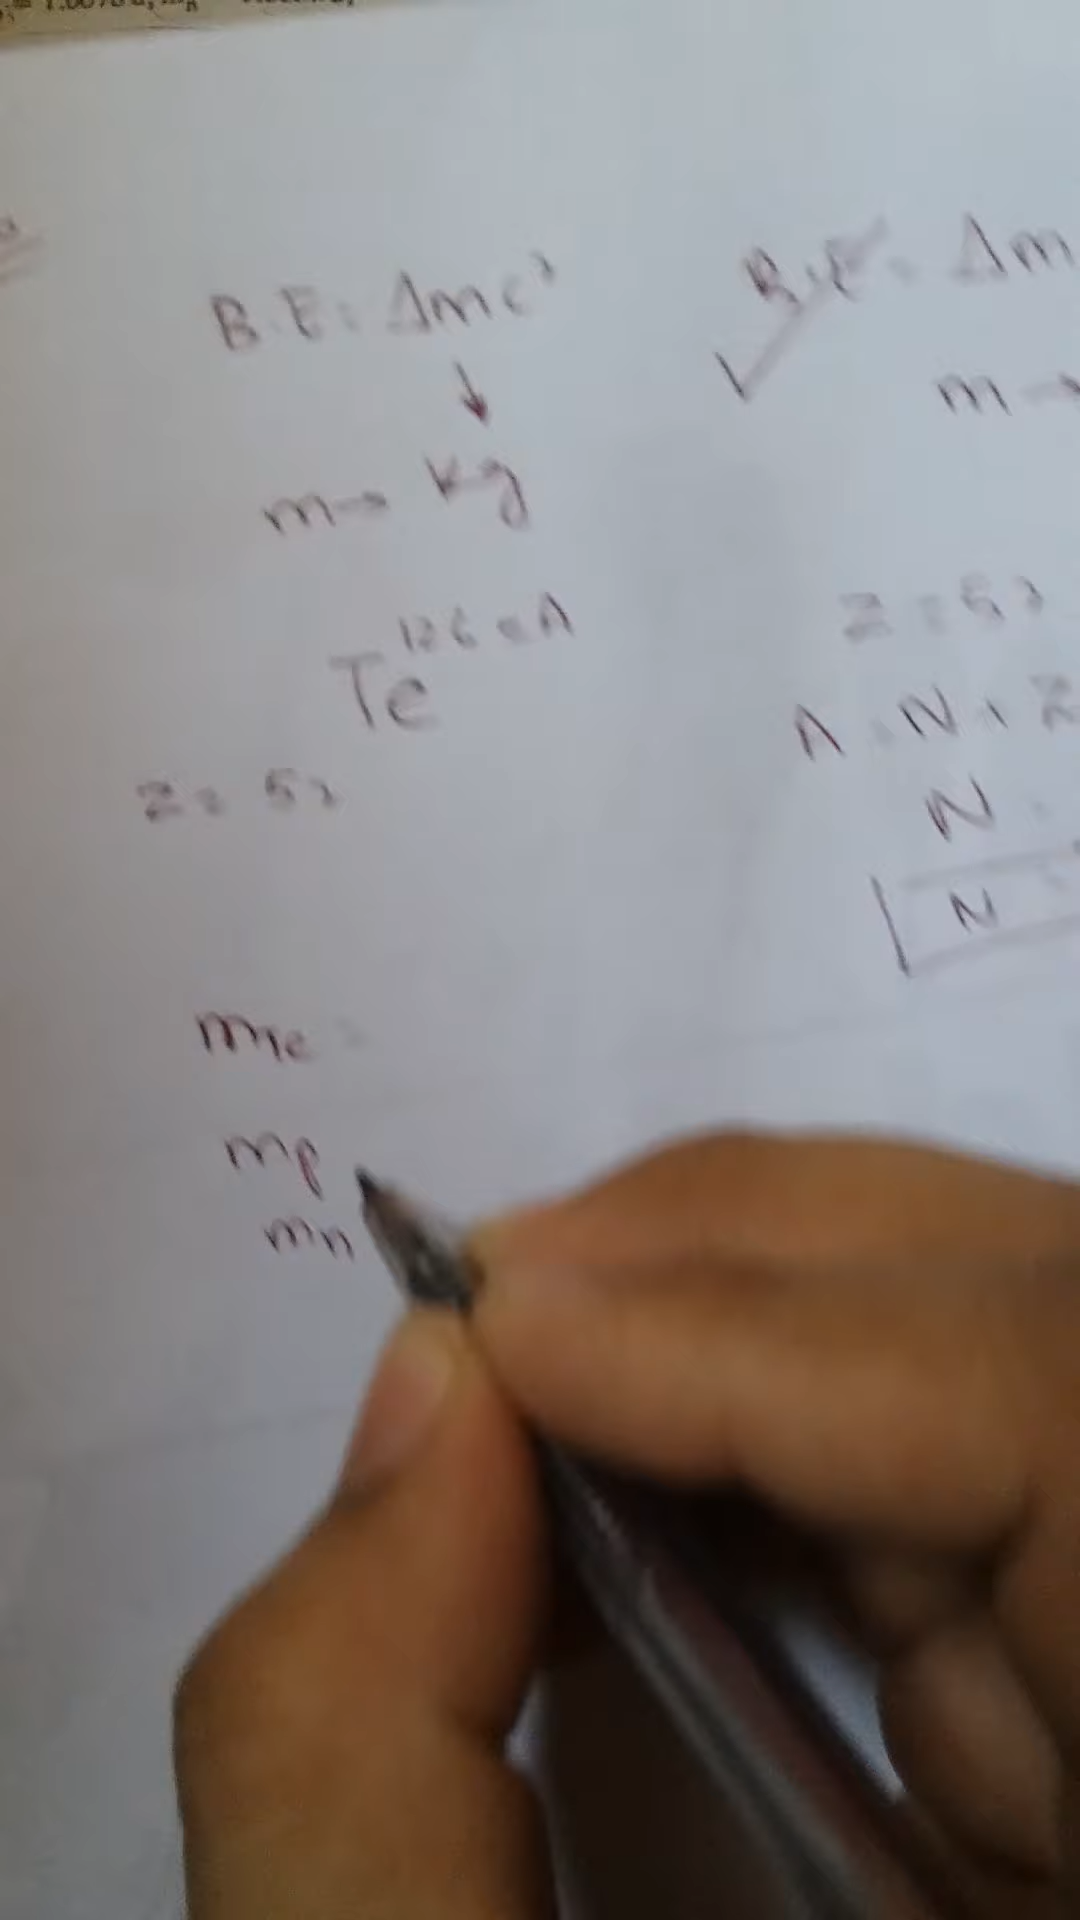 B.E = Δmc²
m → kg
Te 126 = A
Z = 52
me =
mp
mn
B.E = Δm
m →
Z = 52
A = N + Z
N =
N =